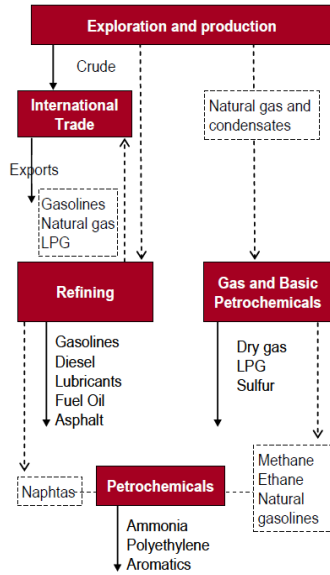 Exploration and production
Crude
International
Trade
Natural gas and
condensates
Exports
Gasolines
Natural gas
LPG
Refining
Gas and Basic
Petrochemicals
Gasolines
Diesel
Lubricants
Fuel Oil
Asphalt
Dry gas
LPG
Sulfur
Naphtas
Petrochemicals
Methane
Ethane
Natural
gasolines
Ammonia
Polyethylene
Aromatics